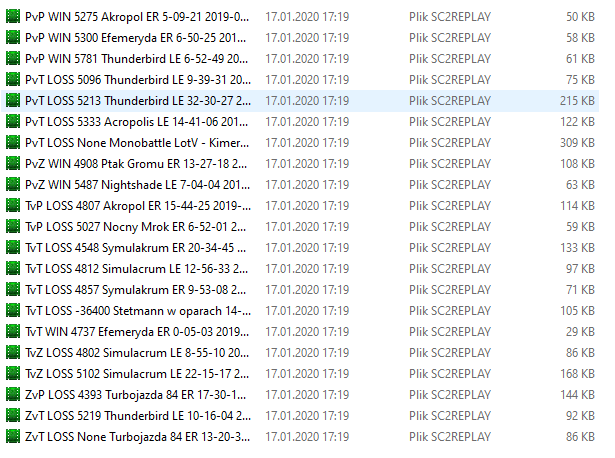 PvP WIN 5275 Akropol ER 5-09-21 2019-0... 17.01.2020 17:19 Plik SC2REPLAY 50 KB
PvP WIN 5300 Efemeryda ER 6-50-25 201... 17.01.2020 17:19 Plik SC2REPLAY 58 KB
PvP WIN 5781 Thunderbird LE 6-52-49 20... 17.01.2020 17:19 Plik SC2REPLAY 61 KB
PvT LOSS 5096 Thunderbird LE 9-39-31 20... 17.01.2020 17:19 Plik SC2REPLAY 75 KB
PvT LOSS 5213 Thunderbird LE 32-30-27 2... 17.01.2020 17:19 Plik SC2REPLAY 215 KB
PvT LOSS 5333 Acropolis LE 14-41-06 201... 17.01.2020 17:19 Plik SC2REPLAY 122 KB
PvT LOSS None Monobattle LotV - Kimer... 17.01.2020 17:19 Plik SC2REPLAY 309 KB
PvZ WIN 4908 Ptak Gromu ER 13-27-18 2... 17.01.2020 17:19 Plik SC2REPLAY 108 KB
PvZ WIN 5487 Nightshade LE 7-04-04 201... 17.01.2020 17:19 Plik SC2REPLAY 63 KB
TvP LOSS 4807 Akropol ER 15-44-25 2019-... 17.01.2020 17:19 Plik SC2REPLAY 114 KB
TvP LOSS 5027 Nocny Mrok ER 6-52-01 2... 17.01.2020 17:19 Plik SC2REPLAY 59 KB
TvT LOSS 4548 Symulakrum ER 20-34-45 ... 17.01.2020 17:19 Plik SC2REPLAY 133 KB
TvT LOSS 4812 Simulacrum LE 12-56-33 2... 17.01.2020 17:19 Plik SC2REPLAY 97 KB
TvT LOSS 4857 Symulakrum ER 9-53-08 2... 17.01.2020 17:19 Plik SC2REPLAY 71 KB
TvT LOSS -36400 Stetmann w oparach 14-... 17.01.2020 17:19 Plik SC2REPLAY 105 KB
TvT WIN 4737 Efemeryda ER 0-05-03 2019... 17.01.2020 17:19 Plik SC2REPLAY 29 KB
TvZ LOSS 4802 Simulacrum LE 8-55-10 20... 17.01.2020 17:19 Plik SC2REPLAY 86 KB
TvZ LOSS 5102 Simulacrum LE 22-15-17 2... 17.01.2020 17:19 Plik SC2REPLAY 168 KB
ZvP LOSS 4393 Turbojazda 84 ER 17-30-1... 17.01.2020 17:19 Plik SC2REPLAY 144 KB
ZvT LOSS 5219 Thunderbird LE 10-16-04 2... 17.01.2020 17:19 Plik SC2REPLAY 92 KB
ZvT LOSS None Turbojazda 84 ER 13-20-3... 17.01.2020 17:19 Plik SC2REPLAY 86 KB